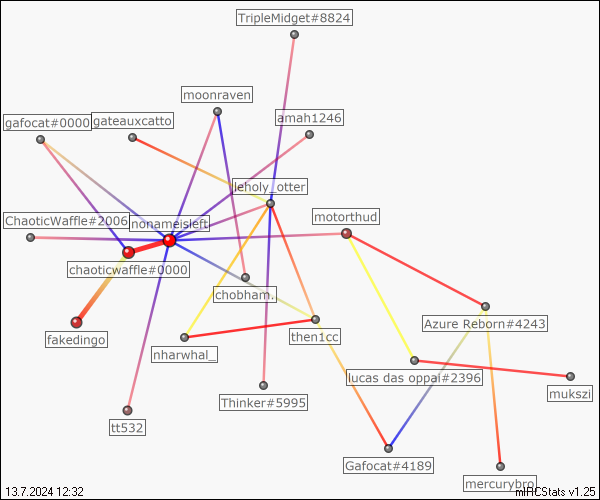 TripleMidget#8824
moonraven
gafocat#0000
gateauxcatto
amah1246
leholy_otter
ChaoticWaffle#2006
nonameisleft
motorthud
chaoticwaffle#0000
chobham.
fakedingo
nharwhal_
then1cc
Azure Reborn#4243
lucas das oppai#2396
mukszi
Thinker#5995
tt532
Gafocat#4189
mercurybro
13.7.2024 12:32
mIRCStats v1.25